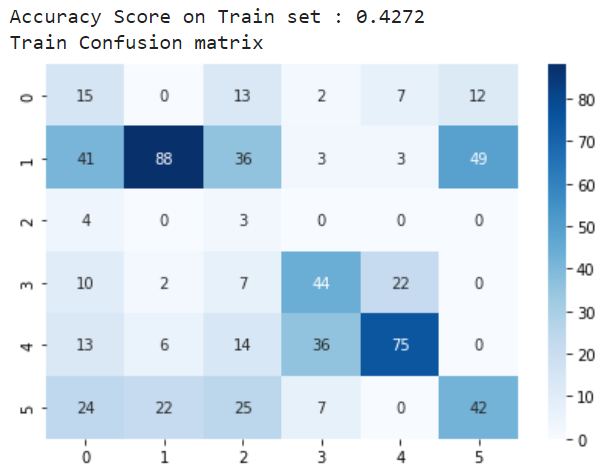 Accuracy Score on Train set : 0.4272
Train Confusion matrix
0 15 0 13 2 7 12
1 41 88 36 3 3 49
2 4 0 3 0 0 0
3 10 2 7 44 22 0
4 13 6 14 36 75 0
5 24 22 25 7 0 42
0 1 2 3 4 5
80
70
60
50
40
30
20
10
0